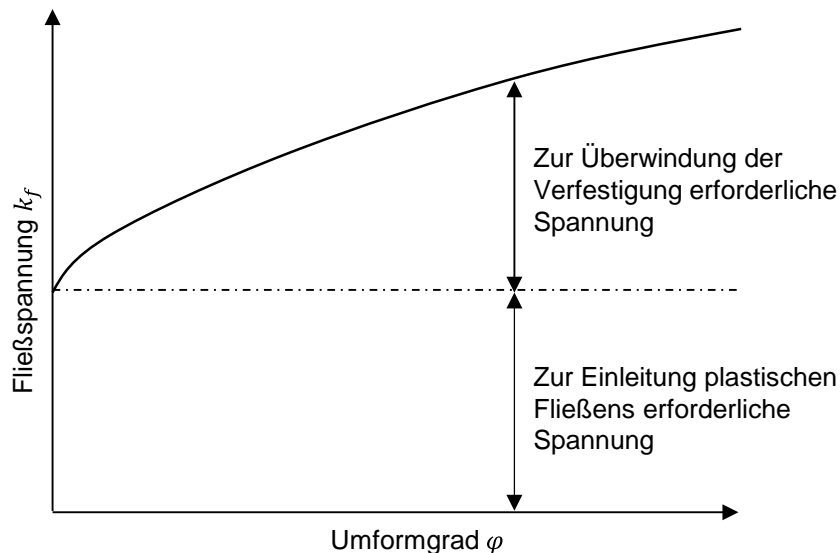 Fließspannung k_f
Zur Überwindung der
Verfestigung erforderliche
Spannung
Zur Einleitung plastischen
Fließens erforderliche
Spannung
Umformgrad φ